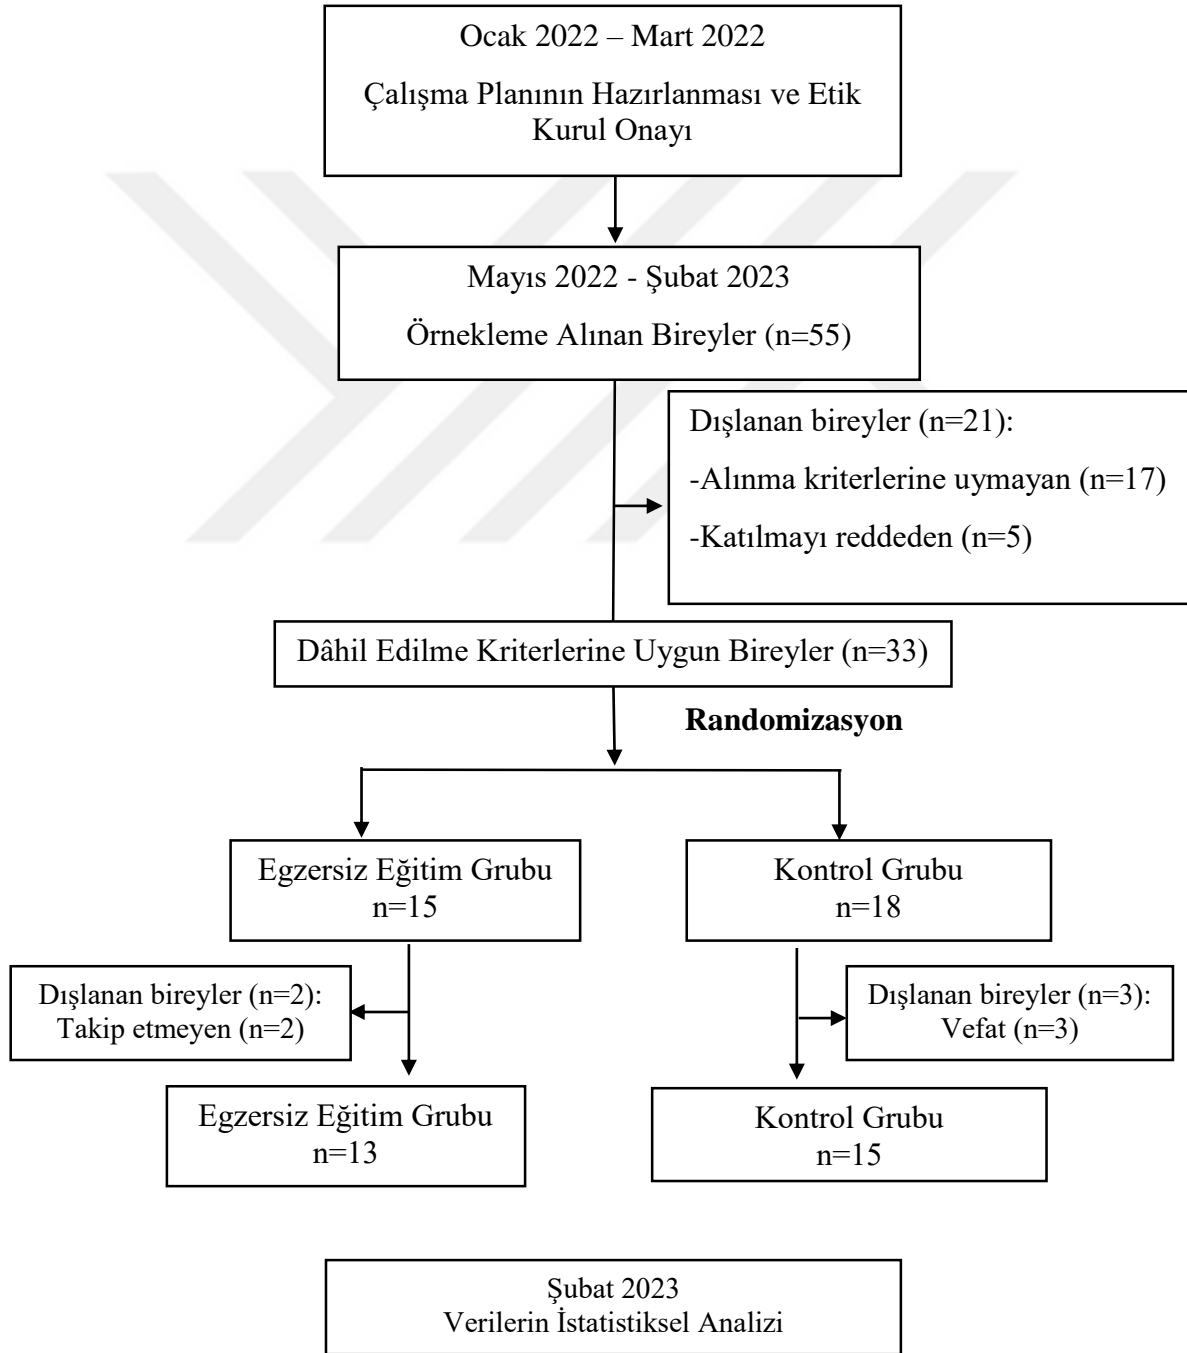 Ocak 2022 – Mart 2022
Çalışma Planının Hazırlanması ve Etik
Kurul Onayı
Mayıs 2022 - Şubat 2023
Örnekleme Alınan Bireyler (n=55)
Dışlanan bireyler (n=21):
-Alınma kriterlerine uymayan (n=17)
-Katılmayı reddeden (n=5)
Dâhil Edilme Kriterlerine Uygun Bireyler (n=33)
Randomizasyon
Egzersiz Eğitim Grubu
n=15
Kontrol Grubu
n=18
Dışlanan bireyler (n=2):
Takip etmeyen (n=2)
Dışlanan bireyler (n=3):
Vefat (n=3)
Egzersiz Eğitim Grubu
n=13
Kontrol Grubu
n=15
Şubat 2023
Verilerin İstatistiksel Analizi